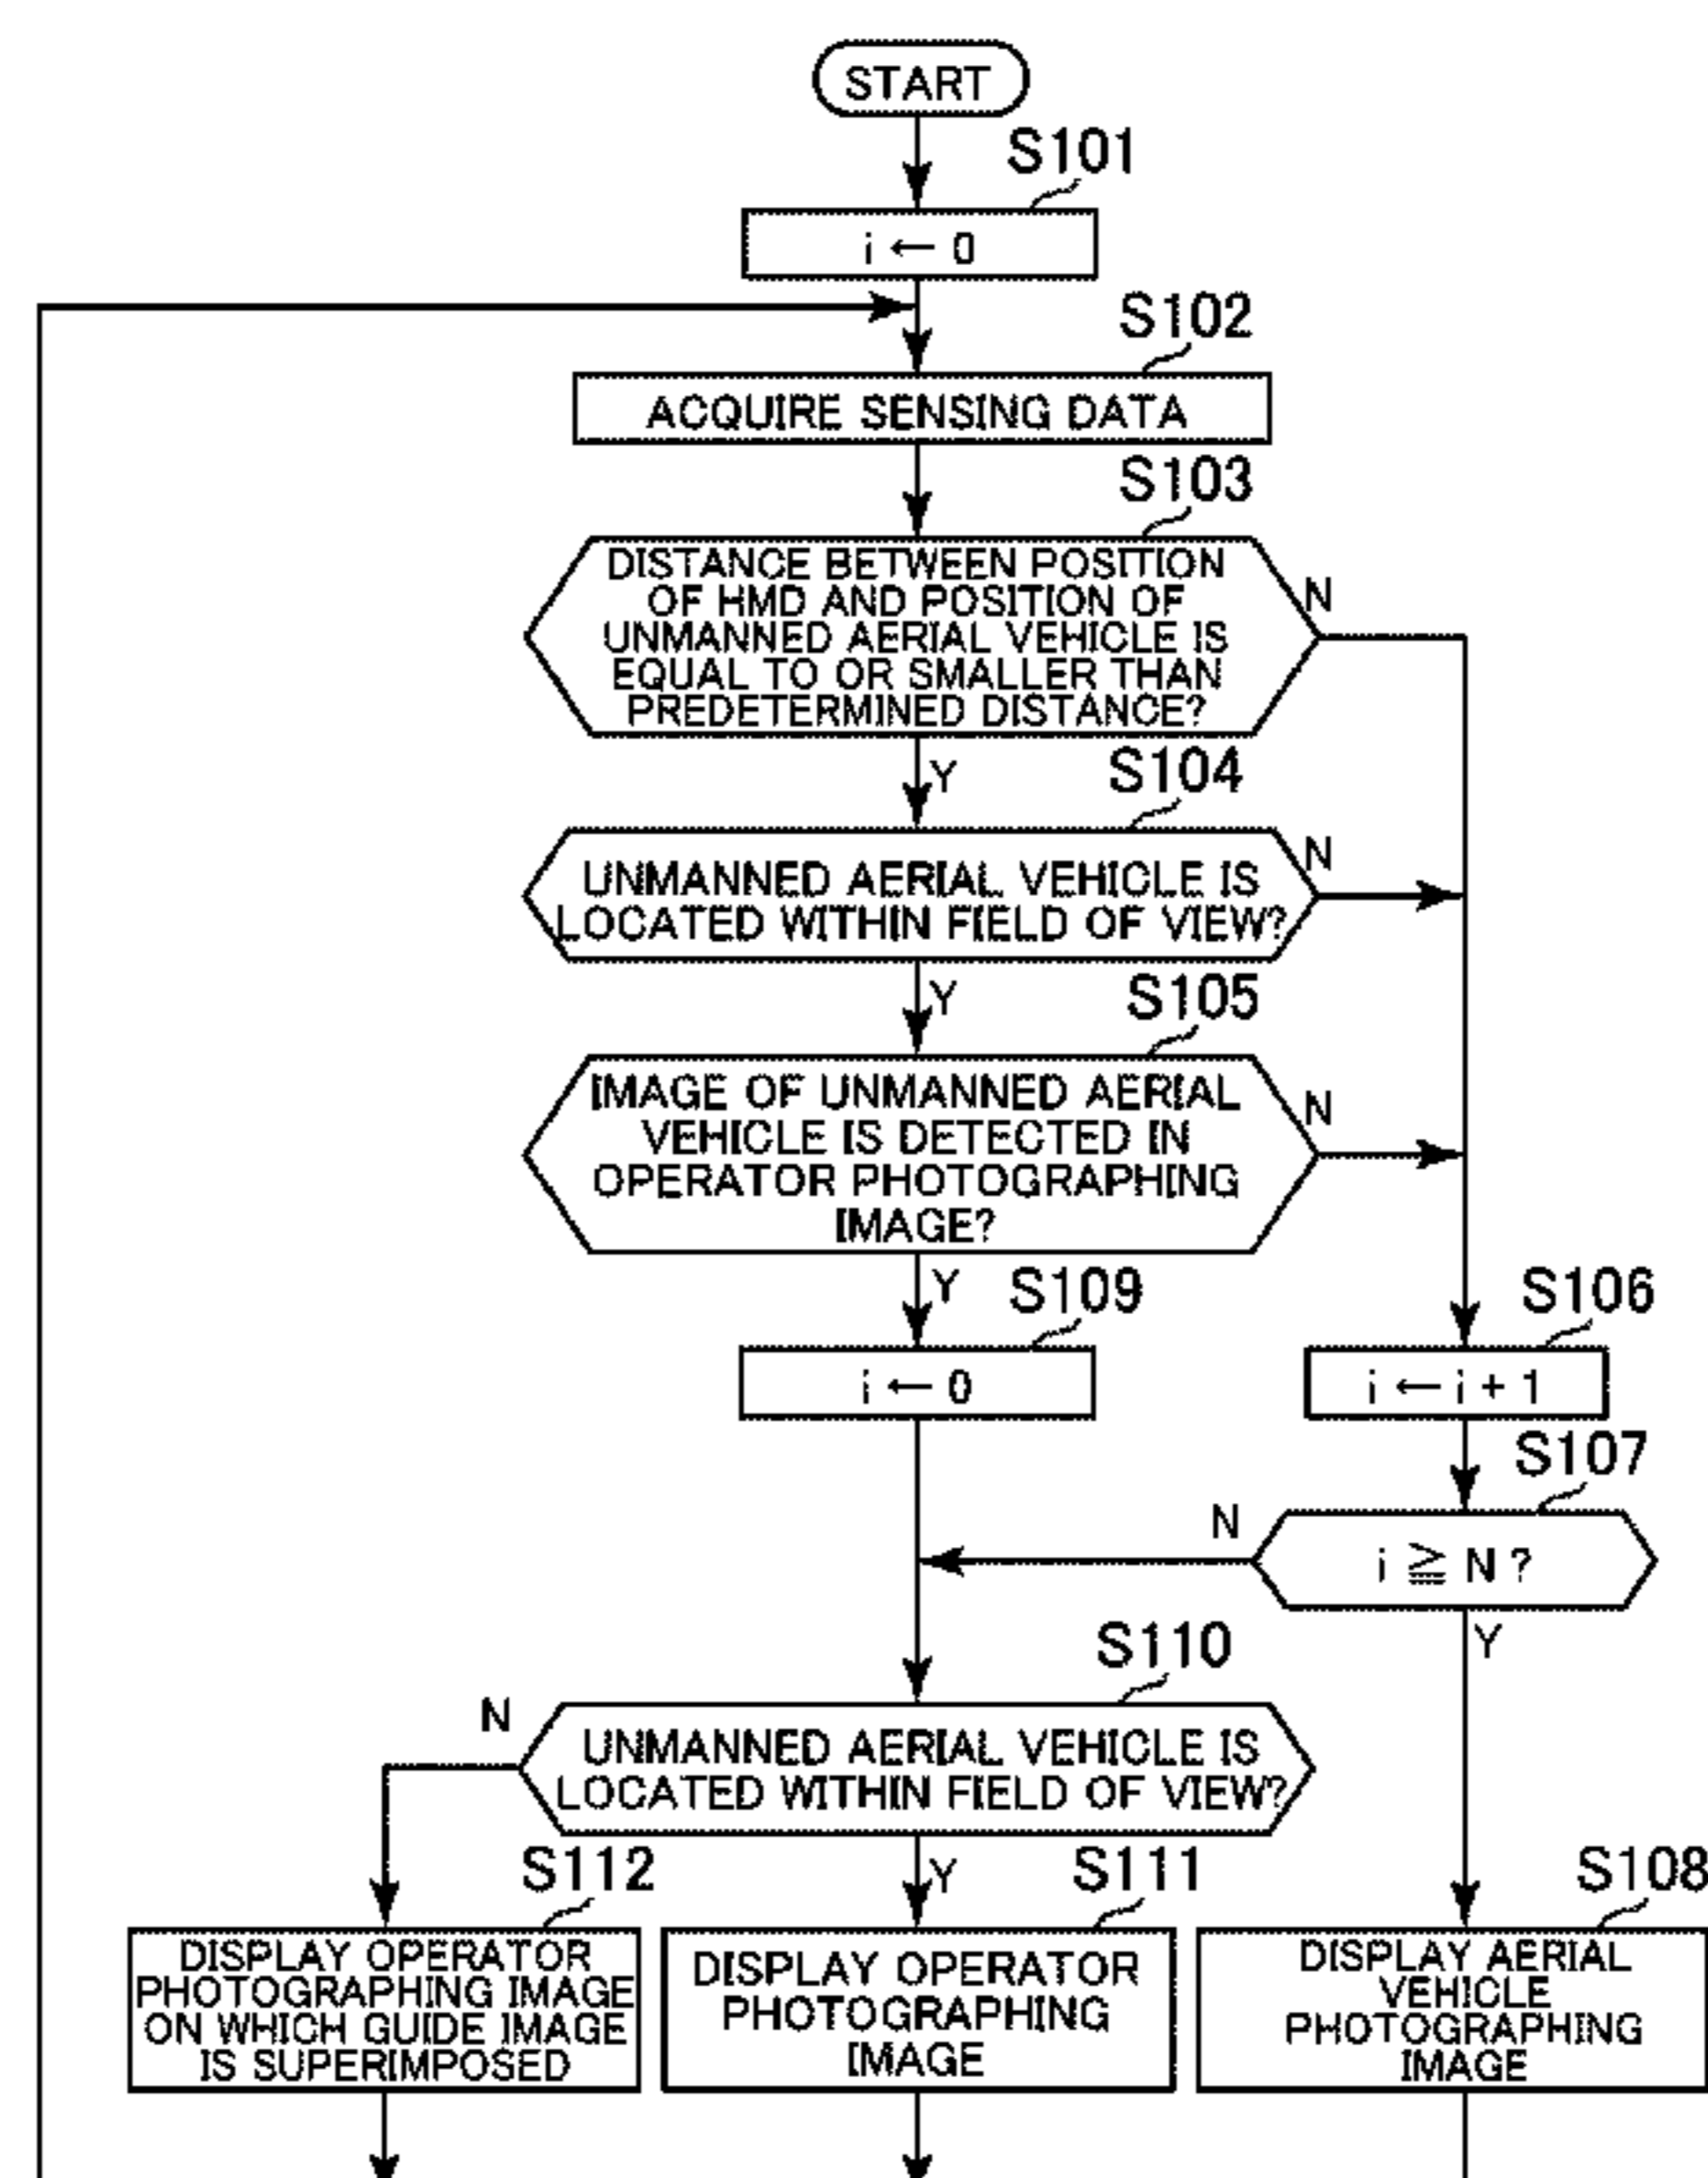 START
S101
i ← 0
S102
ACQUIRE SENSING DATA
S103
DISTANCE BETWEEN POSITION
OF HMD AND POSITION OF
UNMANNED AERIAL VEHICLE IS
EQUAL TO OR SMALLER THAN
PREDETERMINED DISTANCE?
N
Y
S104
UNMANNED AERIAL VEHICLE IS
LOCATED WITHIN FIELD OF VIEW?
N
Y
S105
IMAGE OF UNMANNED AERIAL
VEHICLE IS DETECTED IN
OPERATOR PHOTOGRAPHING
IMAGE?
N
Y
S109
i ← 0
S106
i ← i + 1
S107
i ≧ N ?
N
Y
S110
UNMANNED AERIAL VEHICLE IS
LOCATED WITHIN FIELD OF VIEW?
N
Y
S112
DISPLAY OPERATOR
PHOTOGRAPHING IMAGE
ON WHICH GUIDE IMAGE
IS SUPERIMPOSED
S111
DISPLAY OPERATOR
PHOTOGRAPHING
IMAGE
S108
DISPLAY AERIAL
VEHICLE
PHOTOGRAPHING
IMAGE